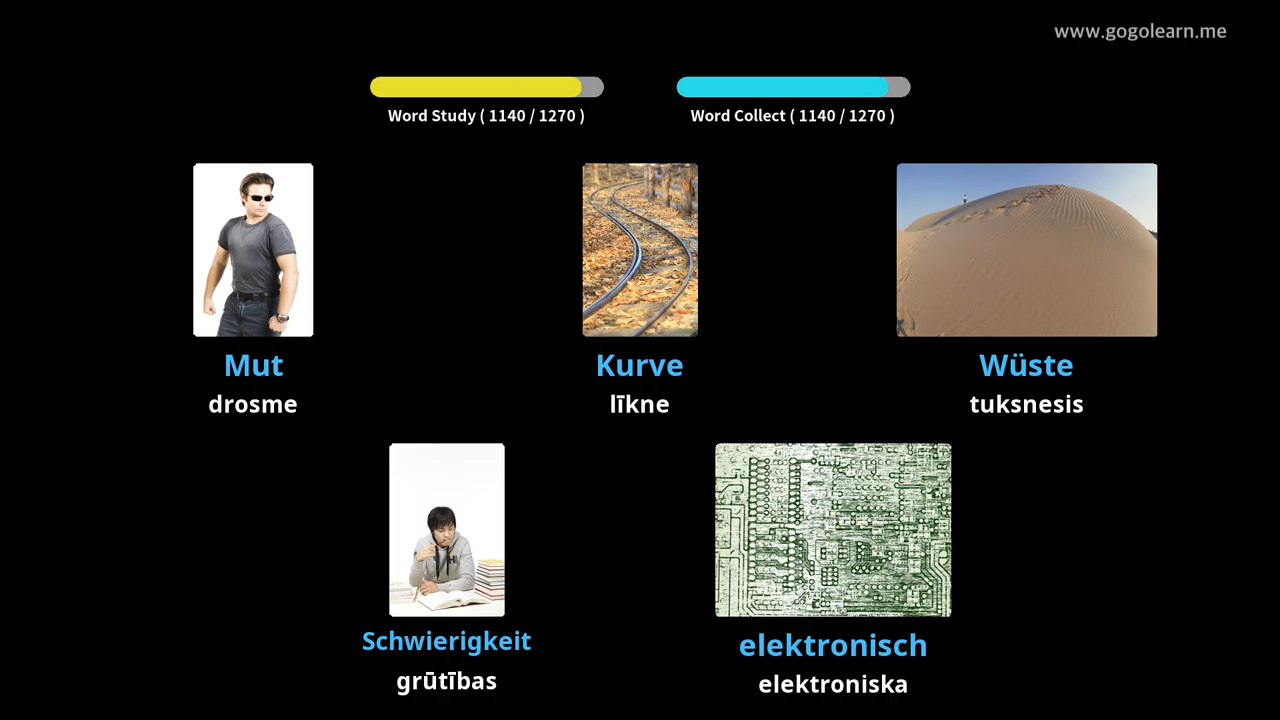 www.gogolearn.me
Word Study ( 1140 / 1270 )
Word Collect ( 1140 / 1270 )
Mut
drosme
Kurve
līkne
Wüste
tuksnesis
Schwierigkeit
grūtības
elektronisch
elektroniska